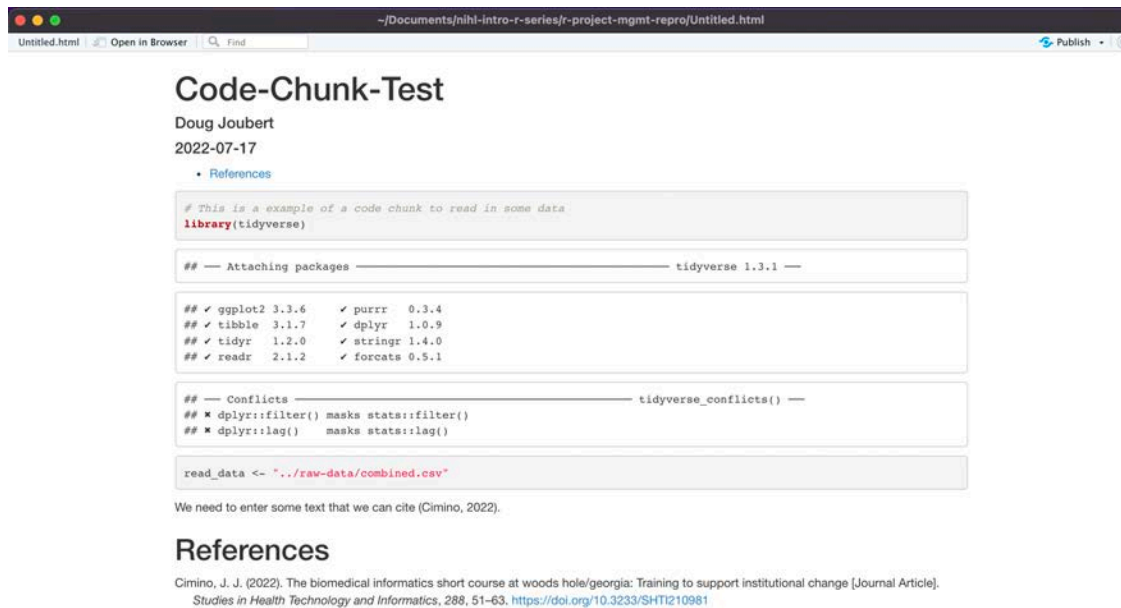 ~/Documents/nihl-intro-r-series/r-project-mgmt-repro/Untitled.html
Untitled.html Open in Browser Find Publish
Code-Chunk-Test
Doug Joubert
2022-07-17
• References
# This is a example of a code chunk to read in some data
library(tidyverse)
## ── Attaching packages ─────────────────────────────────────── tidyverse 1.3.1 ──
## ✔ ggplot2 3.3.6     ✔ purrr   0.3.4
## ✔ tibble  3.1.7     ✔ dplyr   1.0.9
## ✔ tidyr   1.2.0     ✔ stringr 1.4.0
## ✔ readr   2.1.2     ✔ forcats 0.5.1
## ── Conflicts ────────────────────────────────────────── tidyverse_conflicts() ──
## ✖ dplyr::filter() masks stats::filter()
## ✖ dplyr::lag()    masks stats::lag()
read_data <- "../raw-data/combined.csv"
We need to enter some text that we can cite (Cimino, 2022).
References
Cimino, J. J. (2022). The biomedical informatics short course at woods hole/georgia: Training to support institutional change [Journal Article].
Studies in Health Technology and Informatics, 288, 51–63. https://doi.org/10.3233/SHTI210981